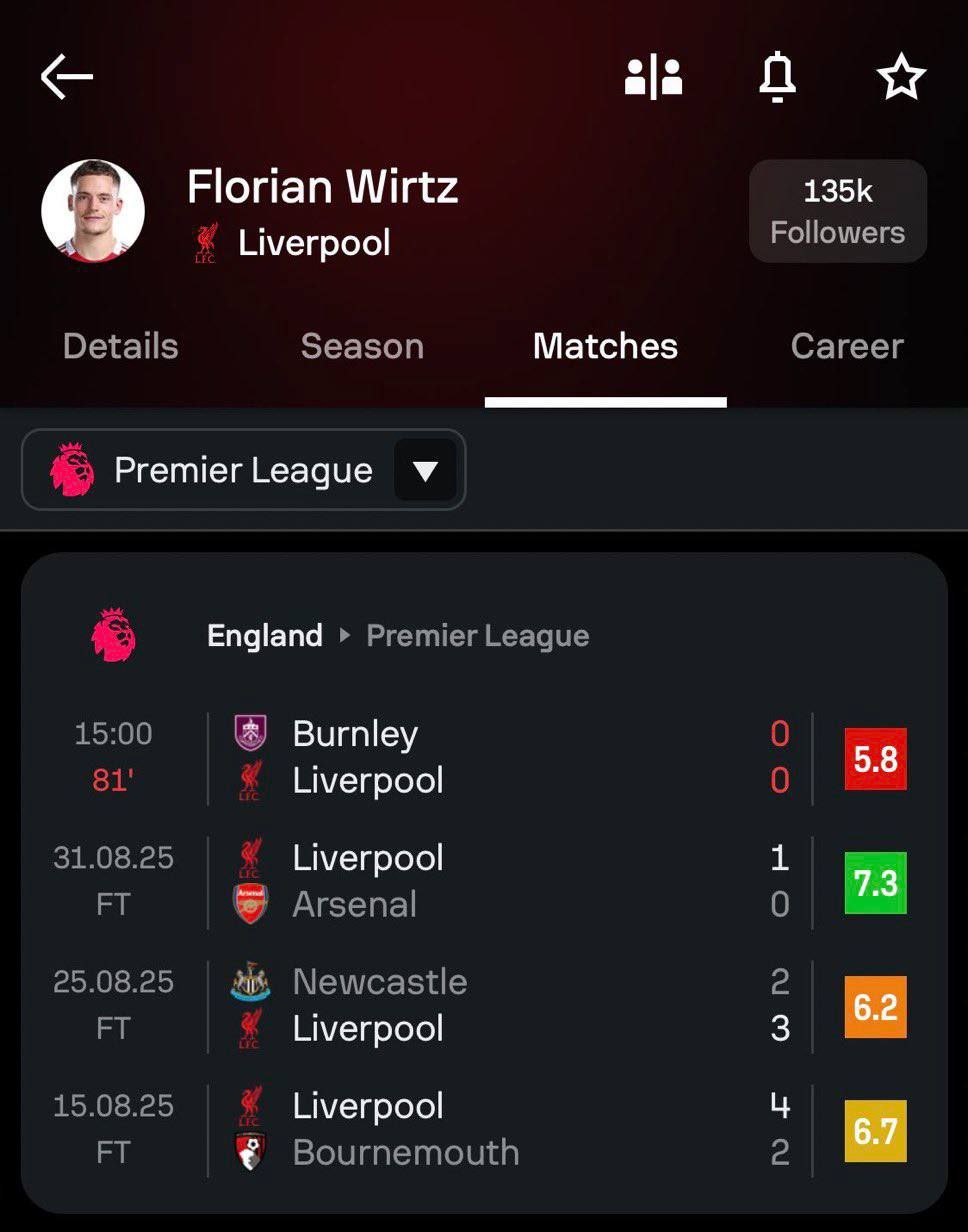 Florian Wirtz
Liverpool
135k
Followers
Details Season Matches Career
Premier League
England Premier League
15:00 Burnley 0
81' Liverpool 0
5.8
31.08.25 Liverpool 1
FT Arsenal 0
7.3
25.08.25 Newcastle 2
FT Liverpool 3
6.2
15.08.25 Liverpool 4
FT Bournemouth 2
6.7